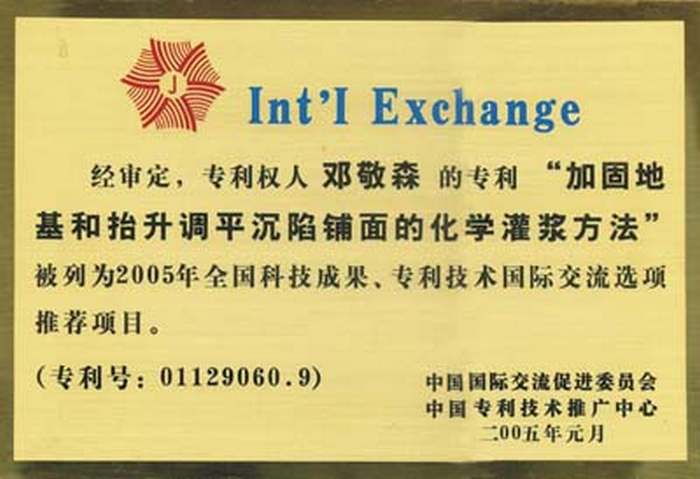 J
Int'l Exchange
经审定，专利权人 邓敬森 的专利 “加固地
基和抬升调平沉陷铺面的化学灌浆方法”
被列为2005年全国科技成果、专利技术国际交流选项
推荐项目。
(专利号：01129060.9)
中国国际交流促进委员会
中国专利技术推广中心
二00五年元月